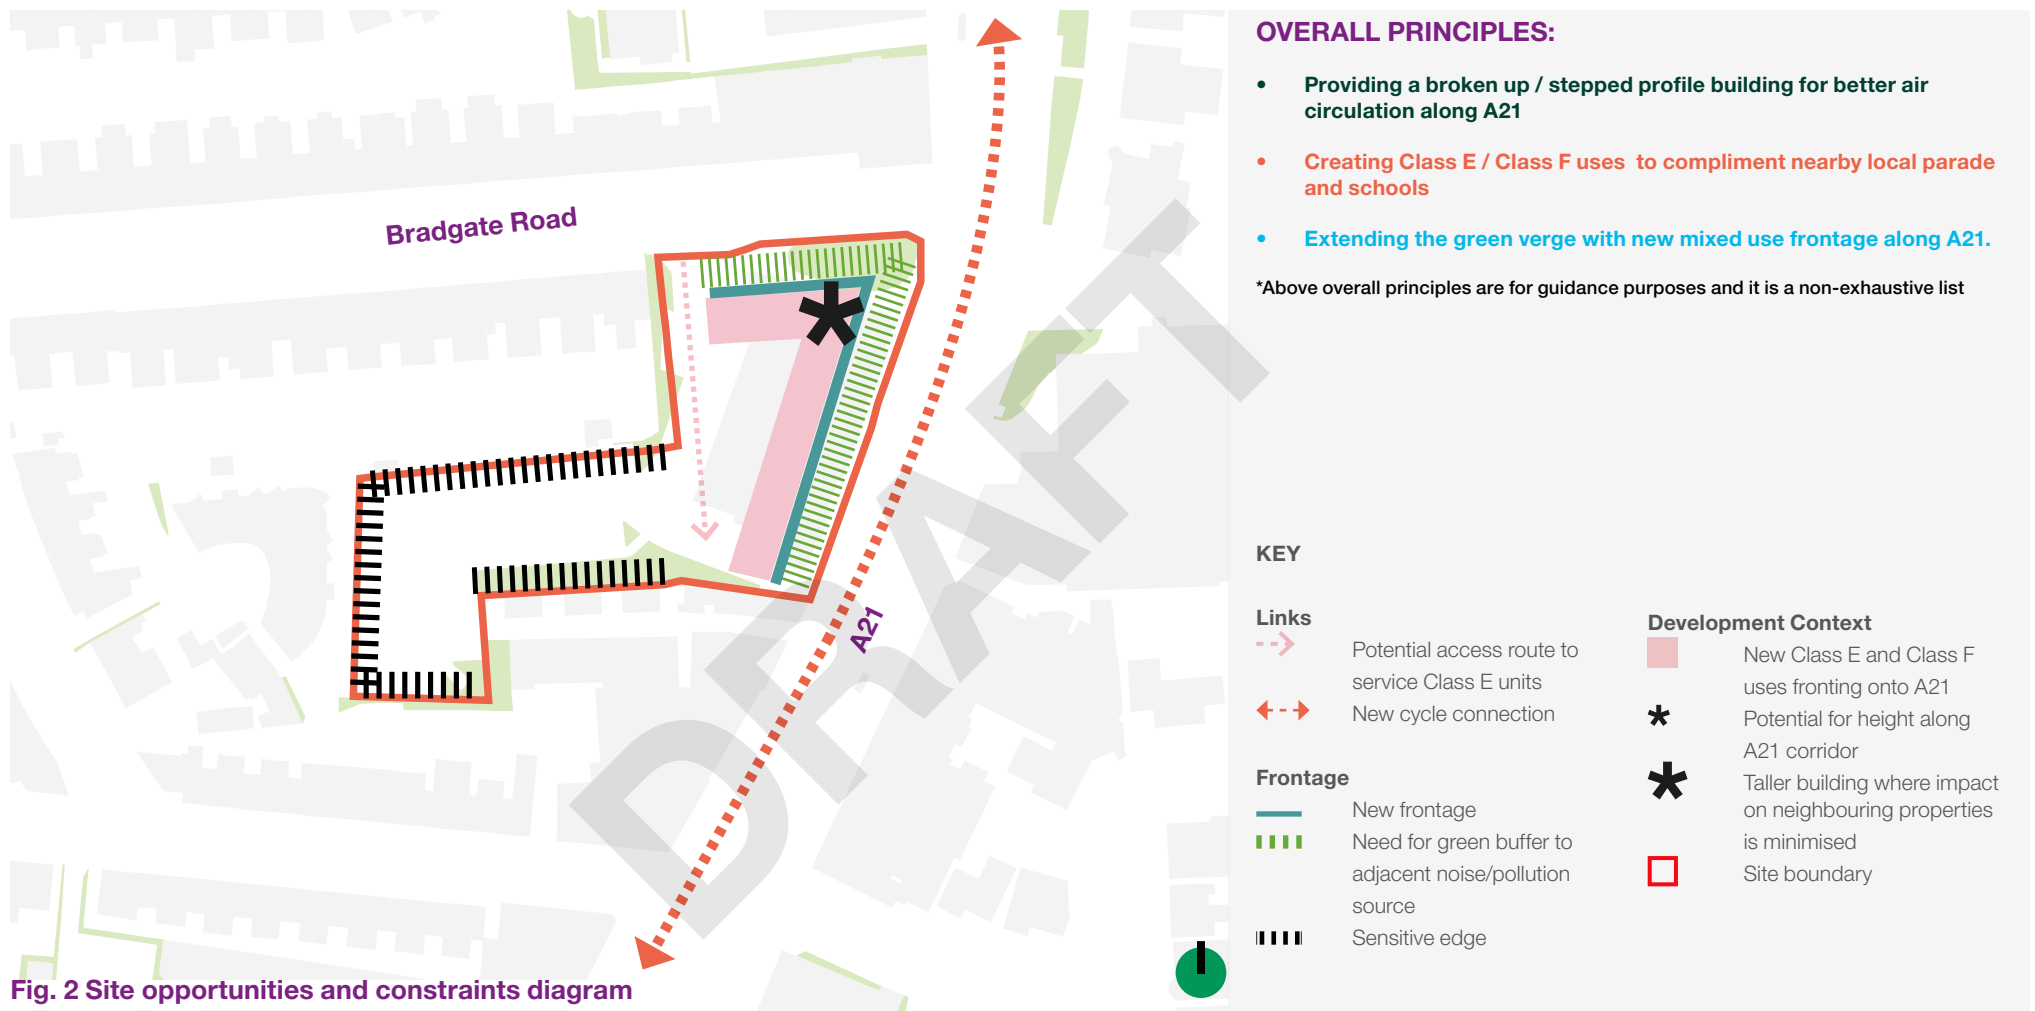 Bradgate Road
A21
DRAFT
Fig. 2 Site opportunities and constraints diagram
OVERALL PRINCIPLES:
• Providing a broken up / stepped profile building for better air
circulation along A21
• Creating Class E / Class F uses to compliment nearby local parade
and schools
• Extending the green verge with new mixed use frontage along A21.
*Above overall principles are for guidance purposes and it is a non-exhaustive list
KEY
Links
Potential access route to
service Class E units
New cycle connection
Frontage
New frontage
Need for green buffer to
adjacent noise/pollution
source
Sensitive edge
Development Context
New Class E and Class F
uses fronting onto A21
Potential for height along
A21 corridor
Taller building where impact
on neighbouring properties
is minimised
Site boundary